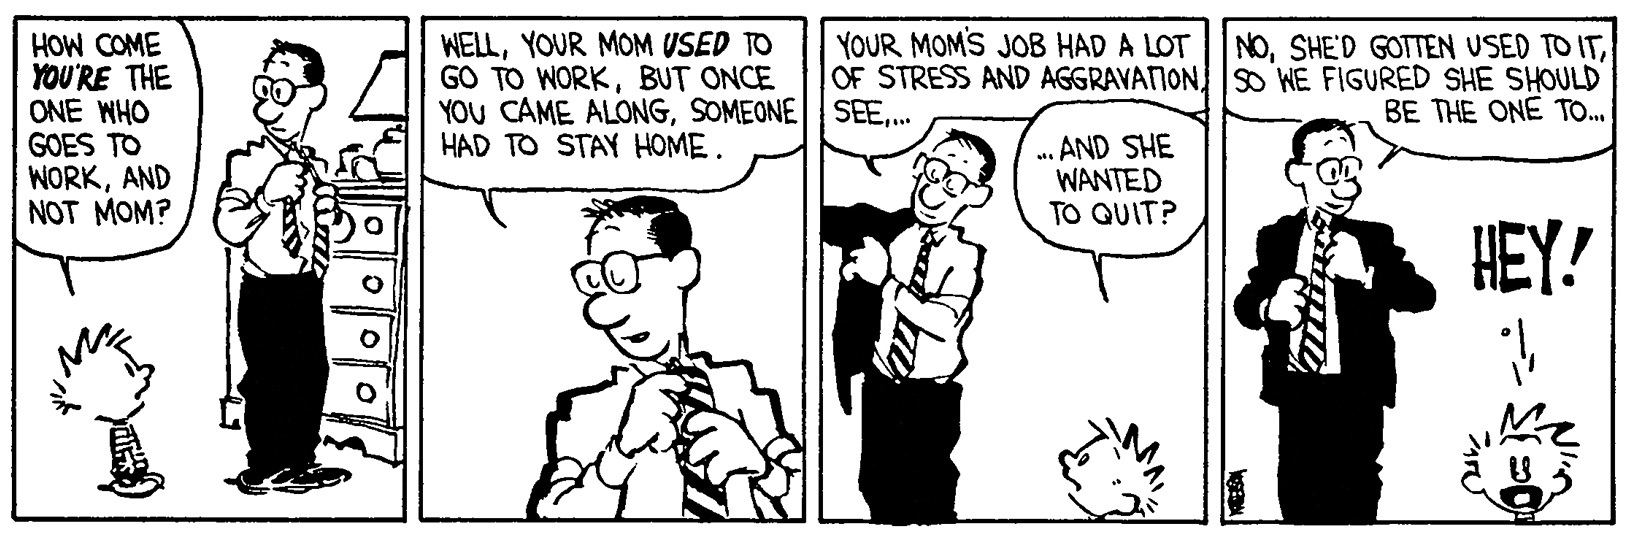 HOW COME
YOU'RE THE
ONE WHO
GOES TO
WORK, AND
NOT MOM?
WELL, YOUR MOM USED TO
GO TO WORK, BUT ONCE
YOU CAME ALONG, SOMEONE
HAD TO STAY HOME.
YOUR MOM'S JOB HAD A LOT
OF STRESS AND AGGRAVATION,
SEE,...
...AND SHE
WANTED
TO QUIT?
NO, SHE'D GOTTEN USED TO IT,
SO WE FIGURED SHE SHOULD
BE THE ONE TO...
HEY!
WATTERSON